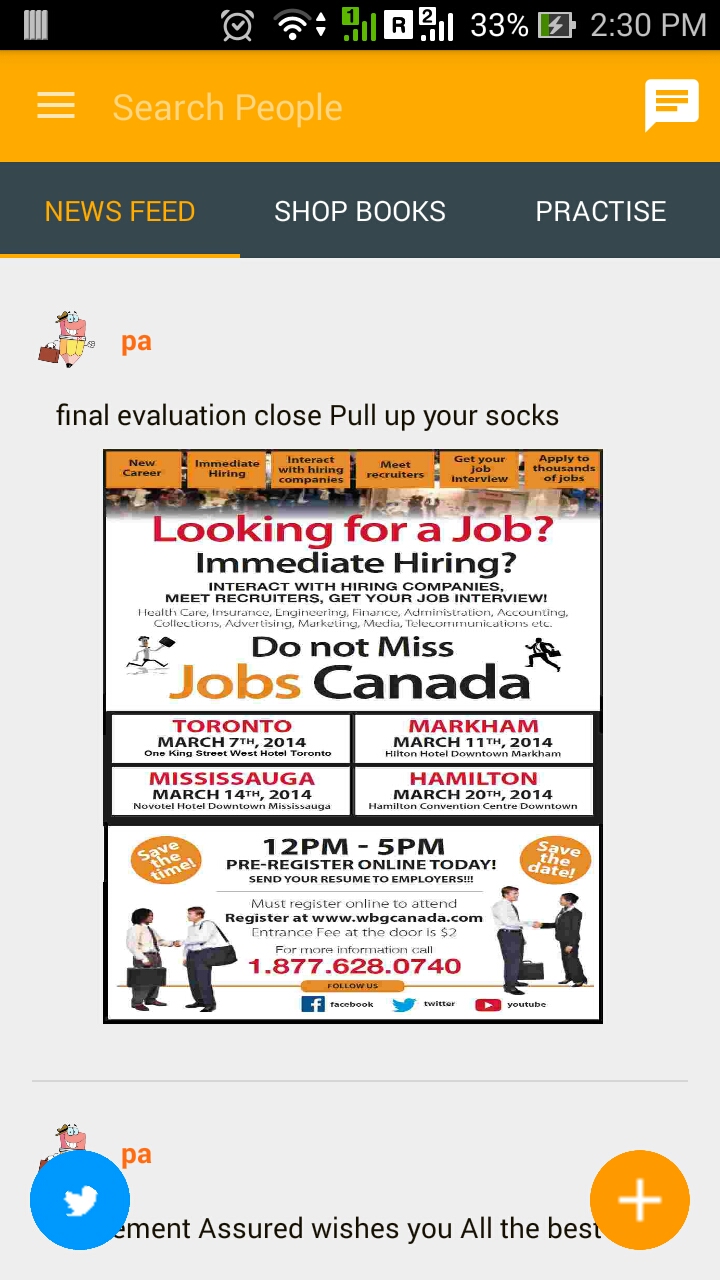 1
R
2
33%
2:30 PM
Search People
NEWS FEED
SHOP BOOKS
PRACTISE
pa
final evaluation close Pull up your socks
New
Career
Immediate
Hiring
Interact
with hiring
companies
Meet
recruiters
Get your
job
Interview
Apply to
thousands
of jobs
Looking for a Job?
Immediate Hiring?
INTERACT WITH HIRING COMPANIES,
MEET RECRUITERS, GET YOUR JOB INTERVIEW!
Health Care, Insurance, Engineering, Finance, Administration, Accounting,
Collections, Advertising, Marketing, Media, Telecommunications etc.
Do not Miss
Jobs Canada
TORONTO
MARCH 7TH, 2014
One King Street West Hotel Toronto
MARKHAM
MARCH 11TH, 2014
Hilton Hotel Downtown Markham
MISSISSAUGA
MARCH 14TH, 2014
Novotel Hotel Downtown Mississauga
HAMILTON
MARCH 20TH, 2014
Hamilton Convention Centre Downtown
Save
the
time!
12PM - 5PM
PRE-REGISTER ONLINE TODAY!
SEND YOUR RESUME TO EMPLOYERS!!!
Save
the
date!
Must register online to attend
Register at www.wbgcanada.com
Entrance Fee at the door is $2
For more information call
1.877.628.0740
FOLLOW US
facebook
twitter
youtube
pa
ement Assured wishes you All the best